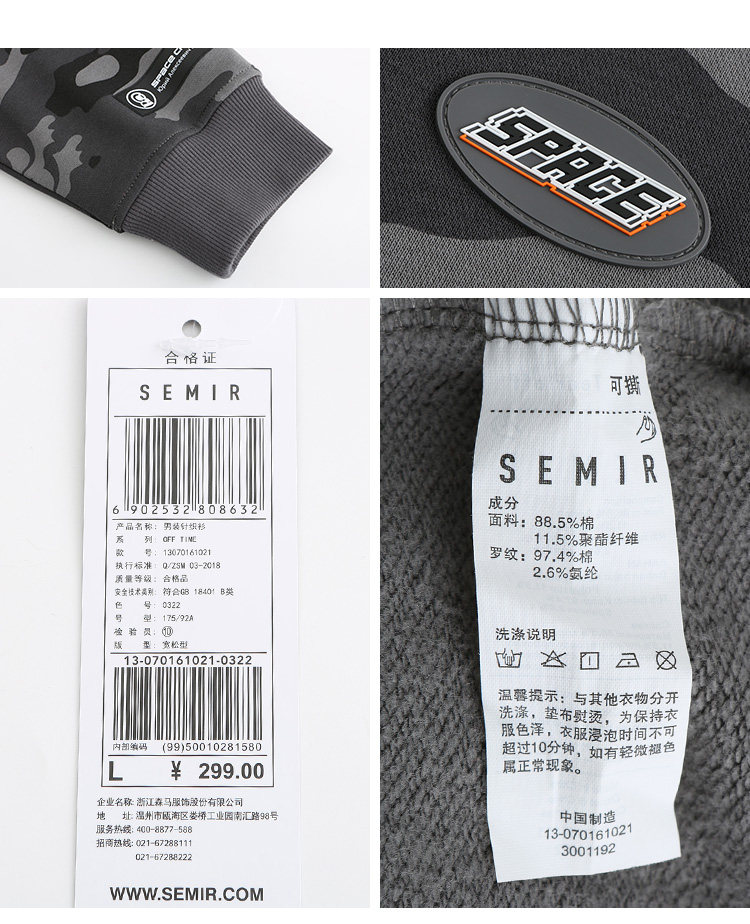 SPACE
Юрий Алексеевич
SPACE
合格证
SEMIR
6 902532 808632
产品名称: 男装针织衫
系 列: OFF TIME
款 号: 13070161021
执行标准: Q/ZSM 03-2018
质量等级: 合格品
安全技术类别: 符合GB 18401 B类
色 号: 0322
号 型: 175/92A
检 验 员: ⑩
版 型: 宽松型
13-070161021-0322
内部编码 (99)50010281580
L ¥ 299.00
企业名称: 浙江森马服饰股份有限公司
地 址: 温州市瓯海区娄桥工业园南汇路98号
服务热线: 400-8877-588
招商热线: 021-67288111
021-67288222
WWW.SEMIR.COM
可撕
SEMIR
成分
面料: 88.5%棉
11.5%聚酯纤维
罗纹: 97.4%棉
2.6%氨纶
洗涤说明
温馨提示: 与其他衣物分开
洗涤, 垫布熨烫, 为保持衣
服色泽, 衣服浸泡时间不可
超过10分钟, 如有轻微褪色
属正常现象。
中国制造
13-070161021
3001192